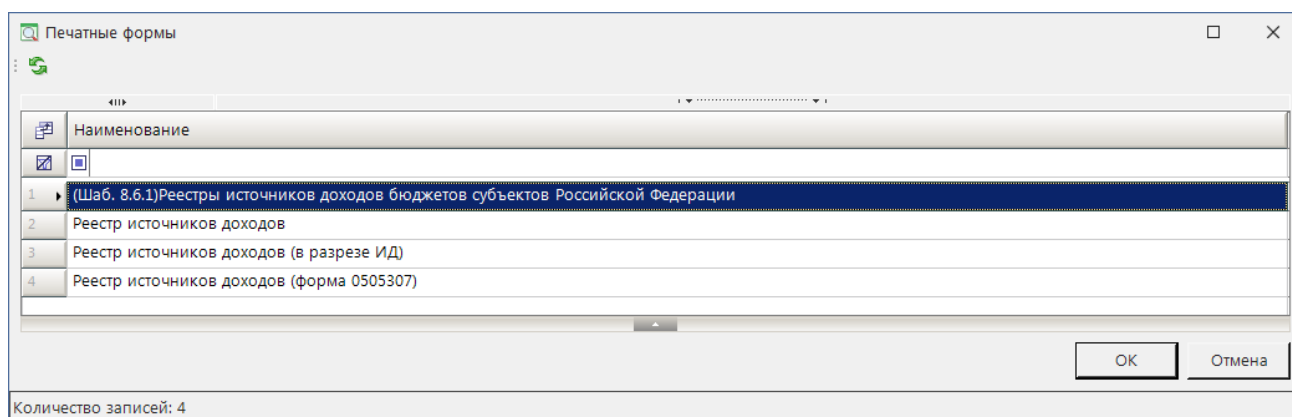 Печатные формы
Наименование
1 (Шаб. 8.6.1)Реестры источников доходов бюджетов субъектов Российской Федерации
2 Реестр источников доходов
3 Реестр источников доходов (в разрезе ИД)
4 Реестр источников доходов (форма 0505307)
ОК Отмена
Количество записей: 4